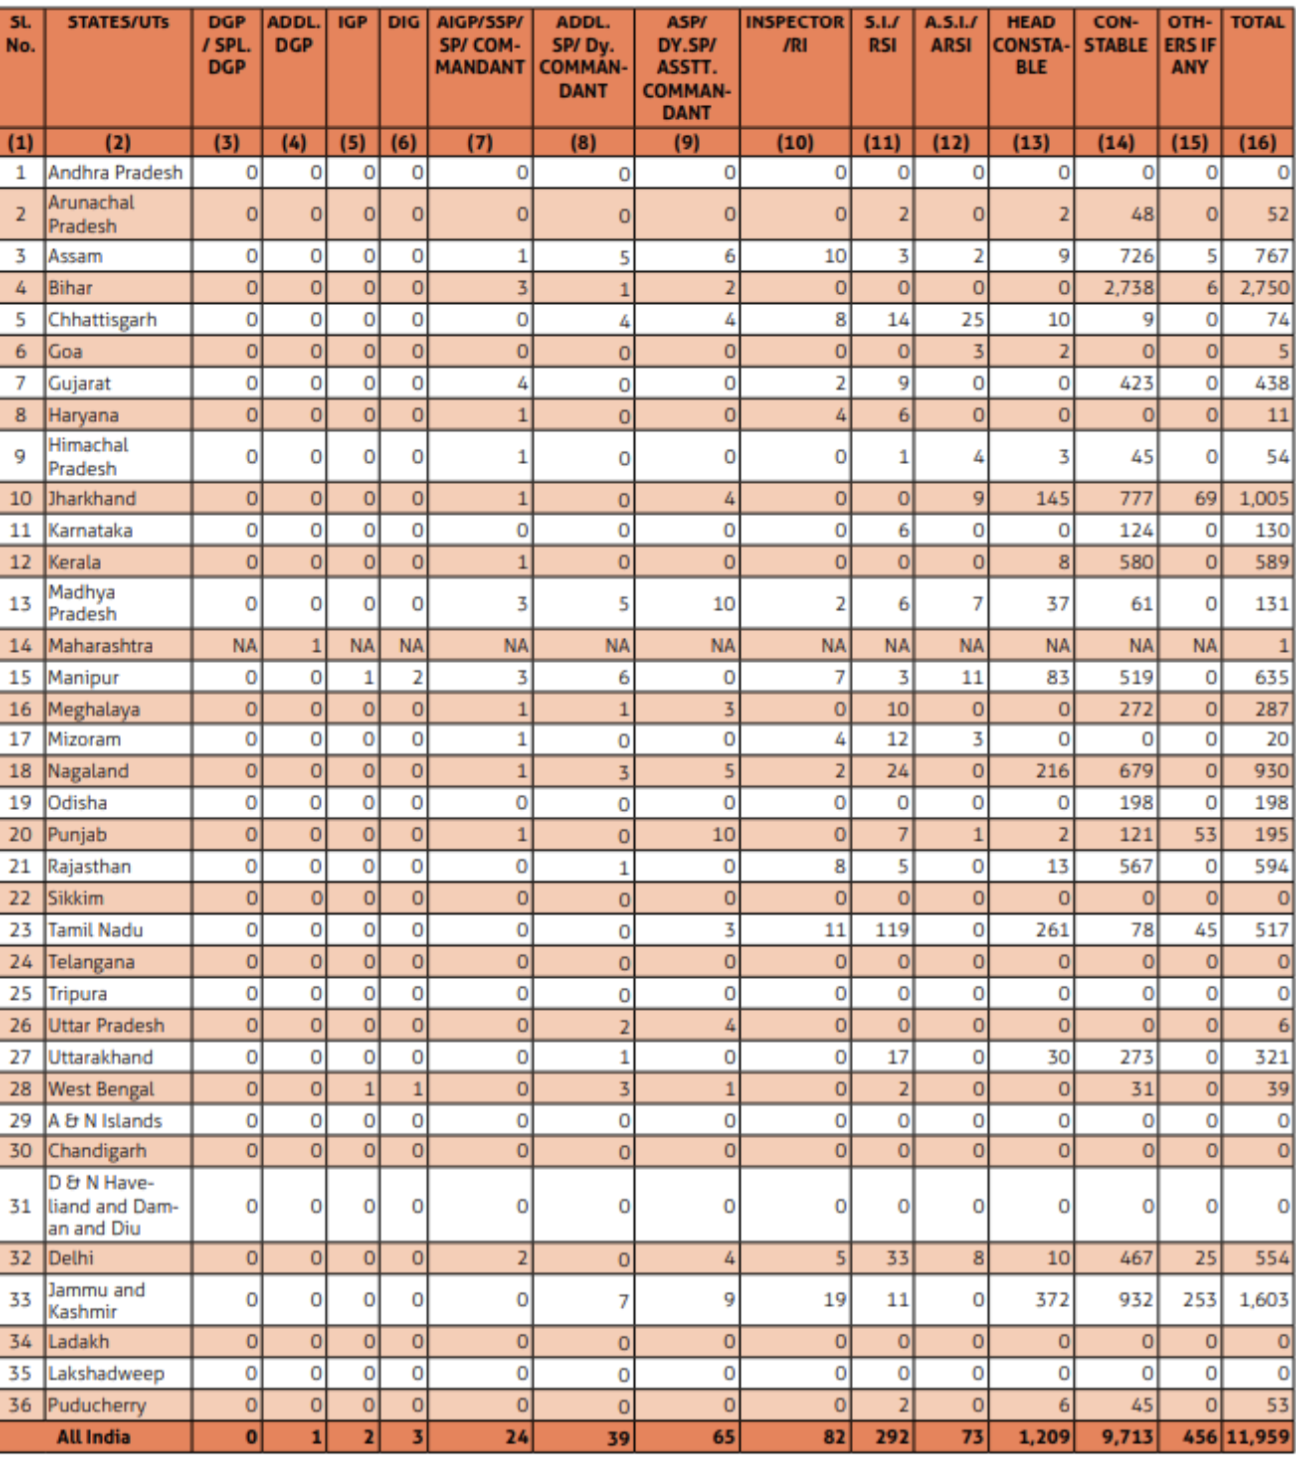 SL. No. STATES/UTs DGP / SPL. DGP ADDL. DGP IGP DIG AIGP/SSP/ SP/ COM- MANDANT ADDL. SP/ Dy. COMMAN- DANT ASP/ DY.SP/ ASSTT. COMMAN- DANT INSPECTOR /RI S.I./ RSI A.S.I./ ARSI HEAD CONSTA- BLE CON- STABLE OTH- ERS IF ANY TOTAL
(1) (2) (3) (4) (5) (6) (7) (8) (9) (10) (11) (12) (13) (14) (15) (16)
1 Andhra Pradesh 0 0 0 0 0 0 0 0 0 0 0 0 0 0
2 Arunachal Pradesh 0 0 0 0 0 0 0 0 2 0 2 48 0 52
3 Assam 0 0 0 0 1 5 6 10 3 2 9 726 5 767
4 Bihar 0 0 0 0 3 1 2 0 0 0 0 2,738 6 2,750
5 Chhattisgarh 0 0 0 0 0 4 4 8 14 25 10 9 0 74
6 Goa 0 0 0 0 0 0 0 0 0 3 2 0 0 5
7 Gujarat 0 0 0 0 4 0 0 2 9 0 0 423 0 438
8 Haryana 0 0 0 0 1 0 0 4 6 0 0 0 0 11
9 Himachal Pradesh 0 0 0 0 1 0 0 0 1 4 3 45 0 54
10 Jharkhand 0 0 0 0 1 0 4 0 0 9 145 777 69 1,005
11 Karnataka 0 0 0 0 0 0 0 0 6 0 0 124 0 130
12 Kerala 0 0 0 0 1 0 0 0 0 0 8 580 0 589
13 Madhya Pradesh 0 0 0 0 3 5 10 2 6 7 37 61 0 131
14 Maharashtra NA 1 NA NA NA NA NA NA NA NA NA NA NA 1
15 Manipur 0 0 1 2 3 6 0 7 3 11 83 519 0 635
16 Meghalaya 0 0 0 0 1 1 3 0 10 0 0 272 0 287
17 Mizoram 0 0 0 0 1 0 0 4 12 3 0 0 0 20
18 Nagaland 0 0 0 0 1 3 5 2 24 0 216 679 0 930
19 Odisha 0 0 0 0 0 0 0 0 0 0 0 198 0 198
20 Punjab 0 0 0 0 1 0 10 0 7 1 2 121 53 195
21 Rajasthan 0 0 0 0 0 1 0 8 5 0 13 567 0 594
22 Sikkim 0 0 0 0 0 0 0 0 0 0 0 0 0 0
23 Tamil Nadu 0 0 0 0 0 0 3 11 119 0 261 78 45 517
24 Telangana 0 0 0 0 0 0 0 0 0 0 0 0 0 0
25 Tripura 0 0 0 0 0 0 0 0 0 0 0 0 0 0
26 Uttar Pradesh 0 0 0 0 0 2 4 0 0 0 0 0 0 6
27 Uttarakhand 0 0 0 0 0 1 0 0 17 0 30 273 0 321
28 West Bengal 0 0 1 1 0 3 1 0 2 0 0 31 0 39
29 A & N Islands 0 0 0 0 0 0 0 0 0 0 0 0 0 0
30 Chandigarh 0 0 0 0 0 0 0 0 0 0 0 0 0 0
31 D & N Have- liand and Dam- an and Diu 0 0 0 0 0 0 0 0 0 0 0 0 0 0
32 Delhi 0 0 0 0 2 0 4 5 33 8 10 467 25 554
33 Jammu and Kashmir 0 0 0 0 0 7 9 19 11 0 372 932 253 1,603
34 Ladakh 0 0 0 0 0 0 0 0 0 0 0 0 0 0
35 Lakshadweep 0 0 0 0 0 0 0 0 0 0 0 0 0 0
36 Puducherry 0 0 0 0 0 0 0 0 2 0 6 45 0 53
All India 0 1 2 3 24 39 65 82 292 73 1,209 9,713 456 11,959